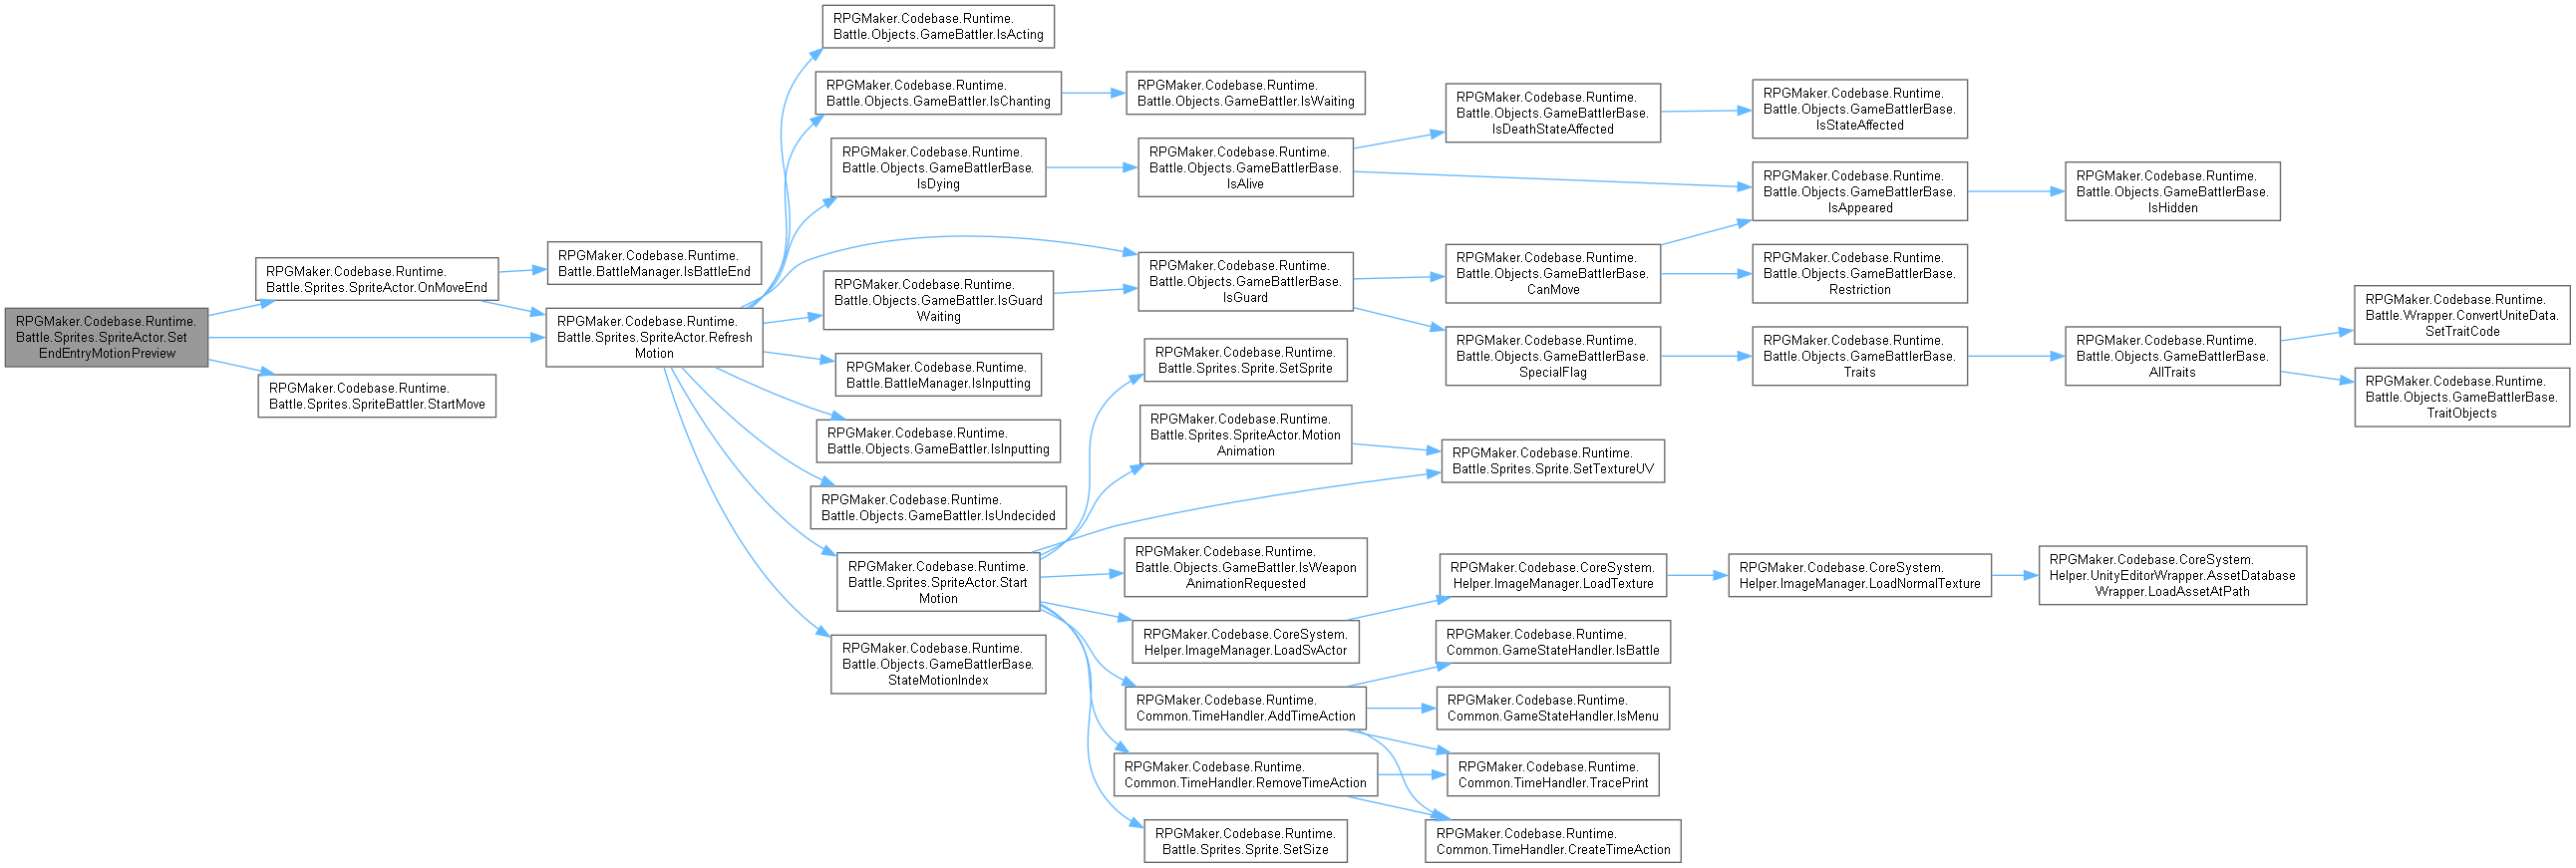 RPGMaker.Codebase.Runtime.
Battle.Sprites.SpriteActor.Set
EndEntryMotionPreview
RPGMaker.Codebase.Runtime.
Battle.Sprites.SpriteActor.OnMoveEnd
RPGMaker.Codebase.Runtime.
Battle.Sprites.SpriteBattler.StartMove
RPGMaker.Codebase.Runtime.
Battle.BattleManager.IsBattleEnd
RPGMaker.Codebase.Runtime.
Battle.Sprites.SpriteActor.Refresh
Motion
RPGMaker.Codebase.Runtime.
Battle.Objects.GameBattler.IsActing
RPGMaker.Codebase.Runtime.
Battle.Objects.GameBattler.IsChanting
RPGMaker.Codebase.Runtime.
Battle.Objects.GameBattlerBase.
IsDying
RPGMaker.Codebase.Runtime.
Battle.Objects.GameBattler.IsGuard
Waiting
RPGMaker.Codebase.Runtime.
Battle.BattleManager.IsInputting
RPGMaker.Codebase.Runtime.
Battle.Objects.GameBattler.IsInputting
RPGMaker.Codebase.Runtime.
Battle.Objects.GameBattler.IsUndecided
RPGMaker.Codebase.Runtime.
Battle.Sprites.SpriteActor.Start
Motion
RPGMaker.Codebase.Runtime.
Battle.Objects.GameBattlerBase.
StateMotionIndex
RPGMaker.Codebase.Runtime.
Battle.Objects.GameBattler.IsWaiting
RPGMaker.Codebase.Runtime.
Battle.Objects.GameBattlerBase.
IsAlive
RPGMaker.Codebase.Runtime.
Battle.Objects.GameBattlerBase.
IsGuard
RPGMaker.Codebase.Runtime.
Battle.Sprites.Sprite.SetSprite
RPGMaker.Codebase.Runtime.
Battle.Sprites.SpriteActor.Motion
Animation
RPGMaker.Codebase.Runtime.
Battle.Objects.GameBattler.IsWeapon
AnimationRequested
RPGMaker.Codebase.CoreSystem.
Helper.ImageManager.LoadSvActor
RPGMaker.Codebase.Runtime.
Common.TimeHandler.AddTimeAction
RPGMaker.Codebase.Runtime.
Common.TimeHandler.RemoveTimeAction
RPGMaker.Codebase.Runtime.
Battle.Sprites.Sprite.SetSize
RPGMaker.Codebase.Runtime.
Battle.Objects.GameBattlerBase.
IsDeathStateAffected
RPGMaker.Codebase.Runtime.
Battle.Objects.GameBattlerBase.
CanMove
RPGMaker.Codebase.Runtime.
Battle.Objects.GameBattlerBase.
SpecialFlag
RPGMaker.Codebase.Runtime.
Battle.Sprites.Sprite.SetTextureUV
RPGMaker.Codebase.CoreSystem.
Helper.ImageManager.LoadTexture
RPGMaker.Codebase.Runtime.
Common.GameStateHandler.IsBattle
RPGMaker.Codebase.Runtime.
Common.GameStateHandler.IsMenu
RPGMaker.Codebase.Runtime.
Common.TimeHandler.TracePrint
RPGMaker.Codebase.Runtime.
Common.TimeHandler.CreateTimeAction
RPGMaker.Codebase.Runtime.
Battle.Objects.GameBattlerBase.
IsStateAffected
RPGMaker.Codebase.Runtime.
Battle.Objects.GameBattlerBase.
IsAppeared
RPGMaker.Codebase.Runtime.
Battle.Objects.GameBattlerBase.
Restriction
RPGMaker.Codebase.Runtime.
Battle.Objects.GameBattlerBase.
Traits
RPGMaker.Codebase.CoreSystem.
Helper.ImageManager.LoadNormalTexture
RPGMaker.Codebase.Runtime.
Battle.Objects.GameBattlerBase.
IsHidden
RPGMaker.Codebase.Runtime.
Battle.Objects.GameBattlerBase.
AllTraits
RPGMaker.Codebase.CoreSystem.
Helper.UnityEditorWrapper.AssetDatabase
Wrapper.LoadAssetAtPath
RPGMaker.Codebase.Runtime.
Battle.Wrapper.ConvertUniteData.
SetTraitCode
RPGMaker.Codebase.Runtime.
Battle.Objects.GameBattlerBase.
TraitObjects